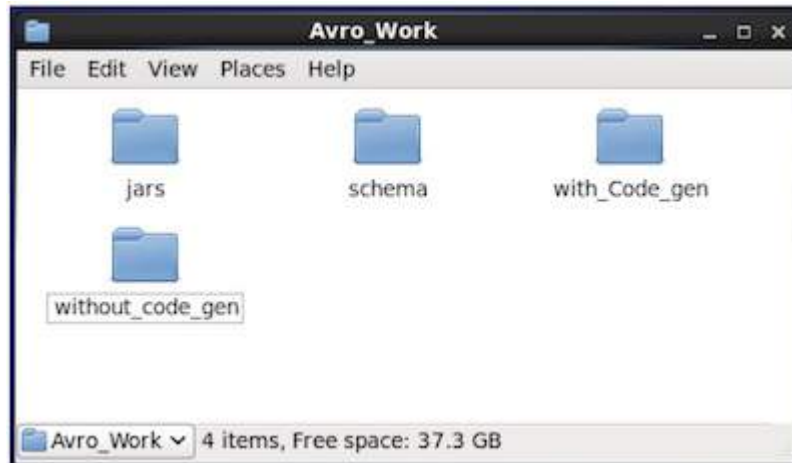 Avro_Work
File Edit View Places Help
jars schema with_Code_gen
without_code_gen
Avro_Work 4 items, Free space: 37.3 GB